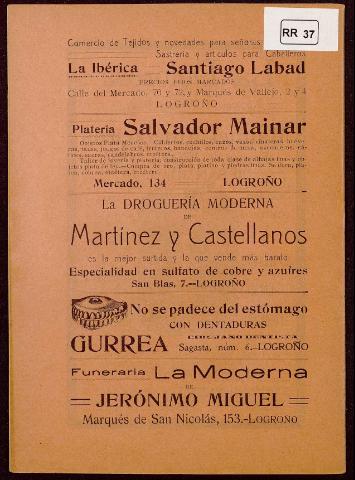 RR 37
Comercio de Tejidos y novedades para señoras
Sastrería y artículos para Caballeros
La Ibérica Santiago Labad
PRECIOS FIJOS MARCADOS
Calle del Mercado, 76 y 78, y Marqués de Vallejo, 2 y 4
LOGROÑO
Platería Salvador Mainar
Mercado, 134 LOGROÑO
La DROGUERÍA MODERNA
DE
Martínez y Castellanos
es la mejor surtida y la que vende más barato
Especialidad en sulfato de cobre y azufres
San Blas, 7.—LOGROÑO
No se padece del estómago
CON DENTADURAS
GURREA CIRUJANO DENTISTA
Sagasta, núm. 6.—LOGROÑO
Funeraria La Moderna
DE
JERÓNIMO MIGUEL
Marqués de San Nicolás, 153.-LOGROÑO